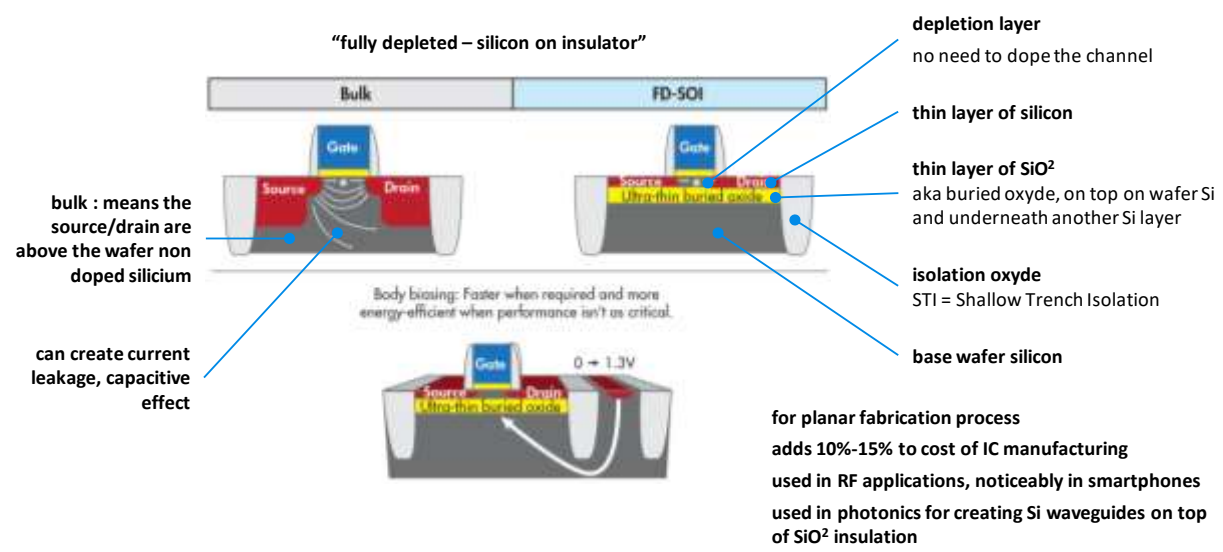 “fully depleted – silicon on insulator”
Bulk
FD-SOI
Gate
Source
Drain
bulk : means the
source/drain are
above the wafer non
doped silicium
can create current
leakage, capacitive
effect
Gate
Source
Drain
Ultra-thin buried oxide
depletion layer
no need to dope the channel
thin layer of silicon
thin layer of SiO²
aka buried oxyde, on top on wafer Si
and underneath another Si layer
isolation oxyde
STI = Shallow Trench Isolation
base wafer silicon
Body biasing: Faster when required and more
energy-efficient when performance isn't as critical.
Gate
0 → 1.3V
Source
Drain
Ultra-thin buried oxide
for planar fabrication process
adds 10%-15% to cost of IC manufacturing
used in RF applications, noticeably in smartphones
used in photonics for creating Si waveguides on top
of SiO² insulation